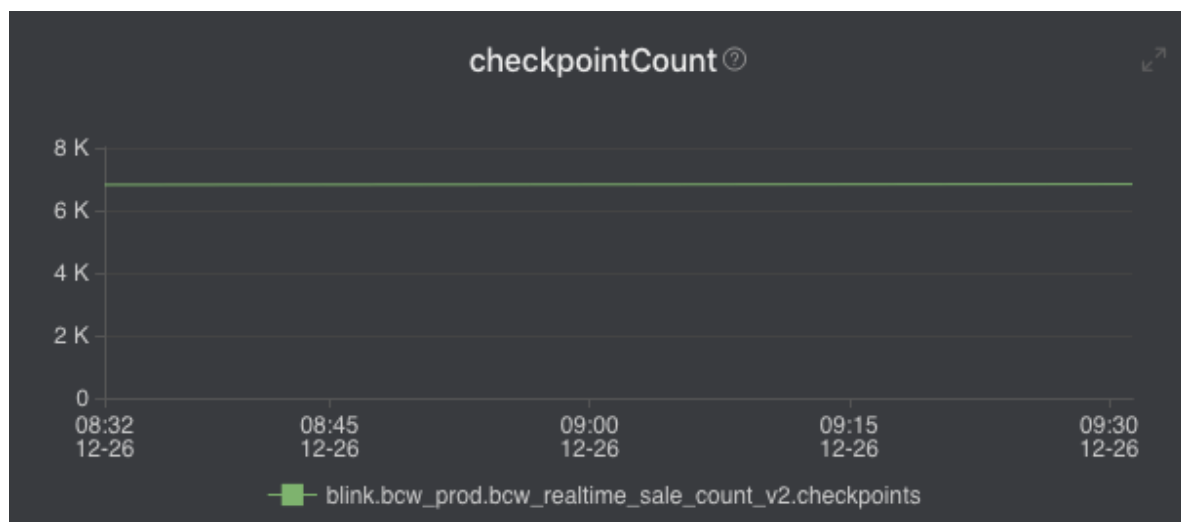 checkpointCount
8 K
6 K
4 K
2 K
0
08:32 08:45 09:00 09:15 09:30
12-26 12-26 12-26 12-26 12-26
blink.bcw_prod.bcw_realtime_sale_count_v2.checkpoints